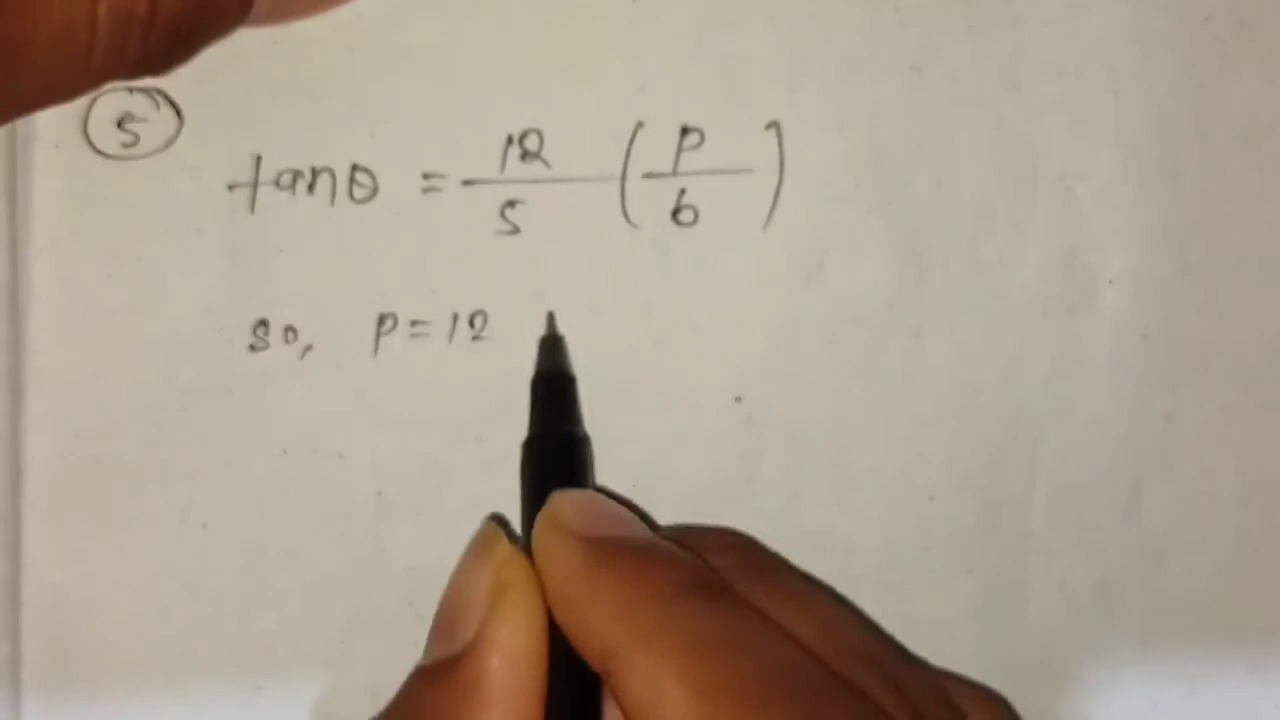 (5) tanθ = 12/5 (p/b)
so, p = 12